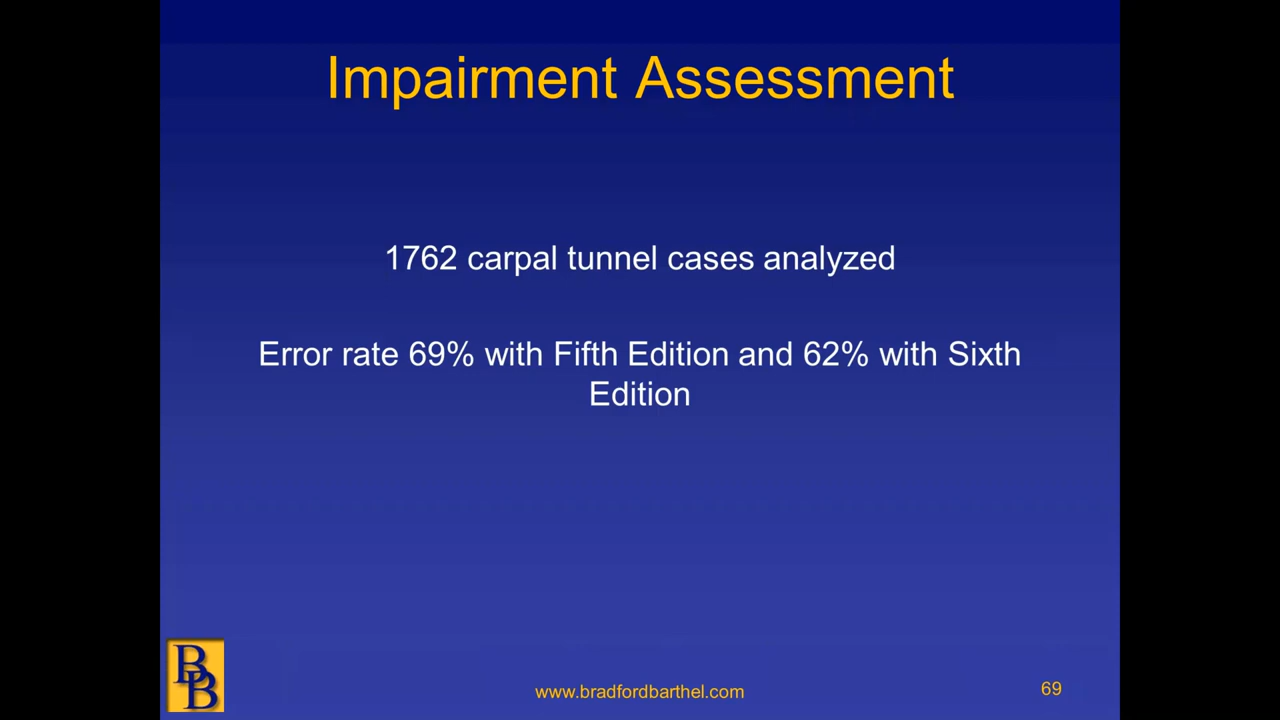 Impairment Assessment
1762 carpal tunnel cases analyzed
Error rate 69% with Fifth Edition and 62% with Sixth
Edition
BB
www.bradfordbarthel.com
69